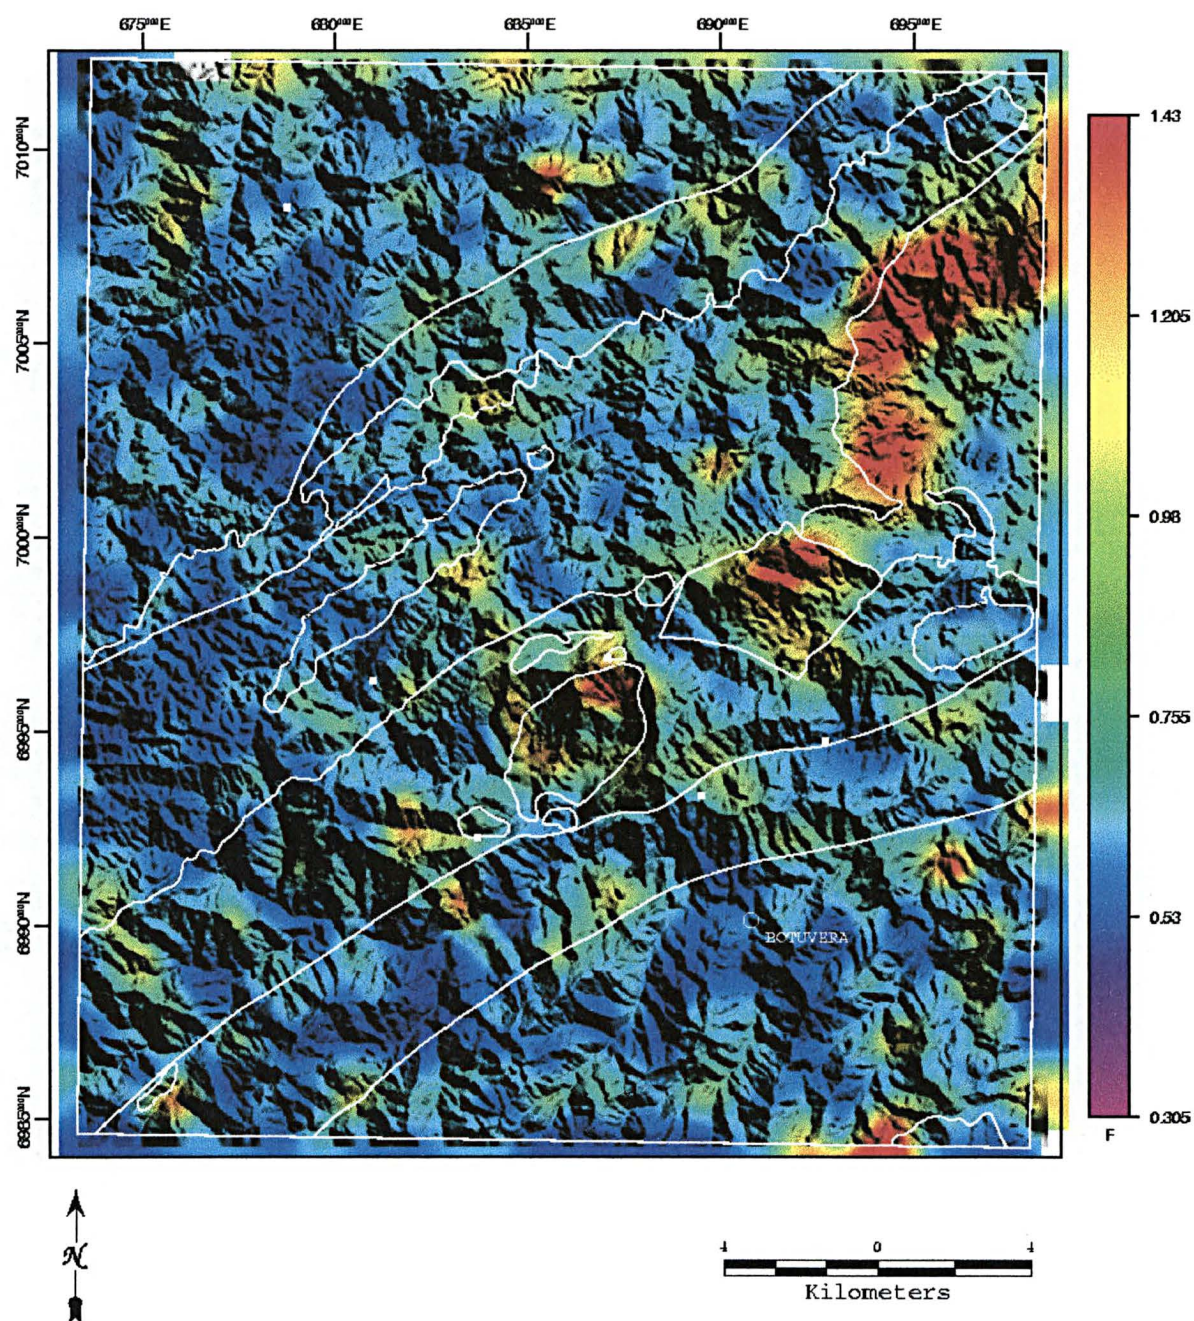 675⁰⁰⁰E 680⁰⁰⁰E 685⁰⁰⁰E 690⁰⁰⁰E 695⁰⁰⁰E
7010⁰⁰⁰N
7005⁰⁰⁰N
7000⁰⁰⁰N
6995⁰⁰⁰N
6990⁰⁰⁰N
6985⁰⁰⁰N
1.43
1.205
0.98
0.755
0.53
0.305
F
BOTUVERA
N
4 0 4
Kilometers